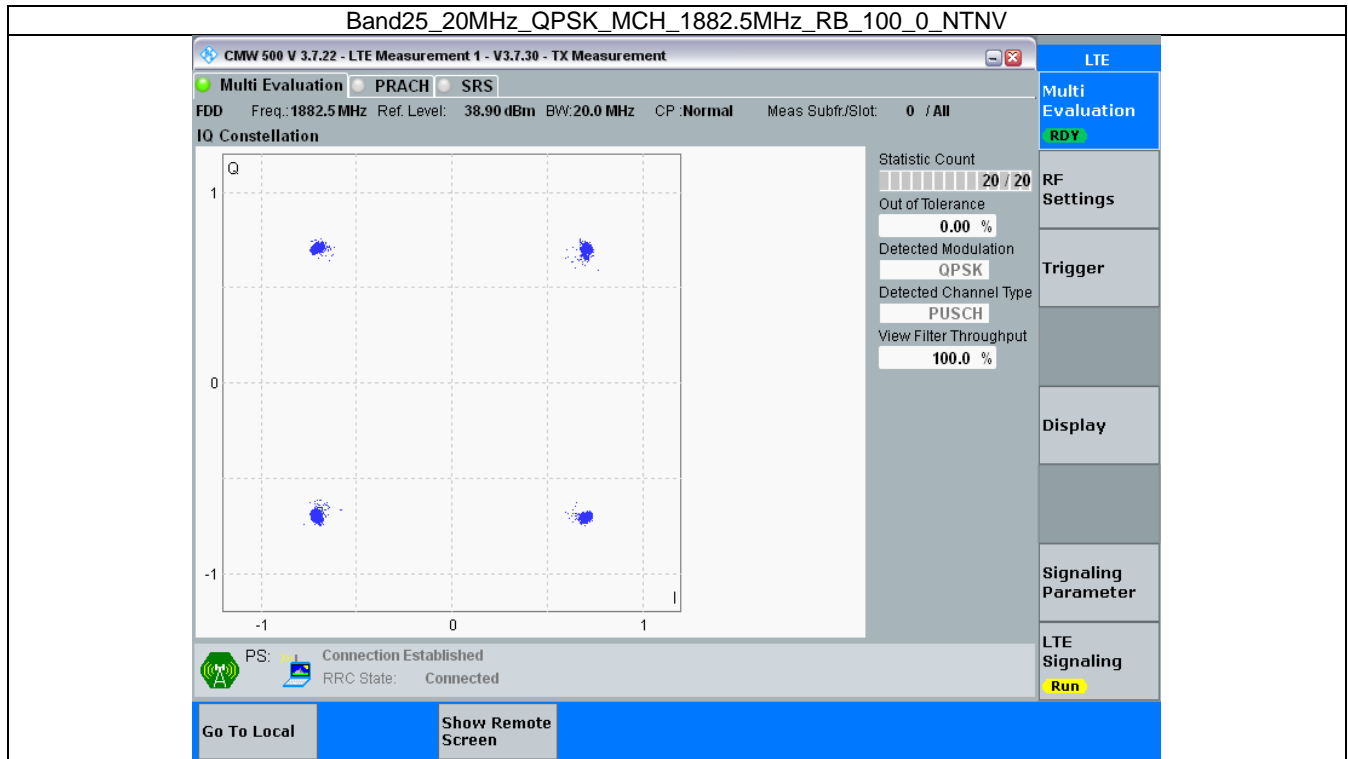 Band25_20MHz_QPSK_MCH_1882.5MHz_RB_100_0_NTNV
CMW 500 V 3.7.22 - LTE Measurement 1 - V3.7.30 - TX Measurement
LTE
Multi Evaluation PRACH SRS
Multi
Evaluation
RDY
FDD Freq.: 1882.5 MHz Ref. Level: 38.90 dBm BW: 20.0 MHz CP :Normal Meas Subfr./Slot: 0 / All
IQ Constellation
Q
1
0
-1
-1 0 1
I
Statistic Count
20 / 20
Out of Tolerance
0.00 %
Detected Modulation
QPSK
Detected Channel Type
PUSCH
View Filter Throughput
100.0 %
RF
Settings
Trigger
Display
Signaling
Parameter
LTE
Signaling
Run
PS: Connection Established
RRC State: Connected
Go To Local
Show Remote
Screen